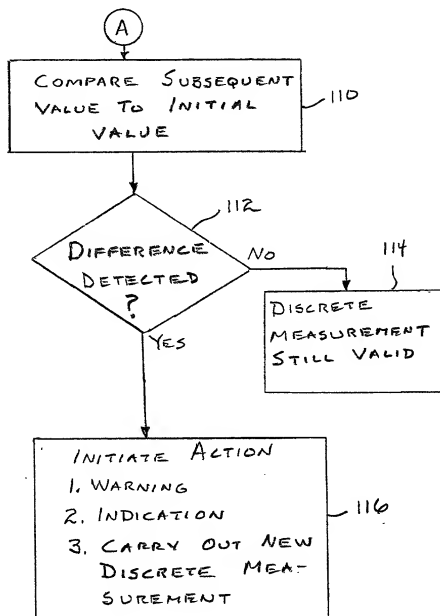 A
COMPARE SUBSEQUENT
VALUE TO INITIAL
VALUE
110
112
DIFFERENCE
DETECTED
?
NO
114
DISCRETE
MEASUREMENT
STILL VALID
YES
INITIATE ACTION
1. WARNING
2. INDICATION
3. CARRY OUT NEW
DISCRETE MEA-
SUREMENT
116